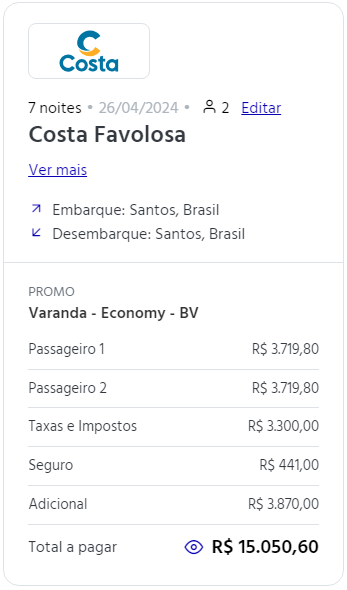 Costa
7 noites • 26/04/2024 • 2 Editar
Costa Favolosa
Ver mais
Embarque: Santos, Brasil
Desembarque: Santos, Brasil
PROMO
Varanda - Economy - BV
Passageiro 1 R$ 3.719,80
Passageiro 2 R$ 3.719,80
Taxas e Impostos R$ 3.300,00
Seguro R$ 441,00
Adicional R$ 3.870,00
Total a pagar R$ 15.050,60